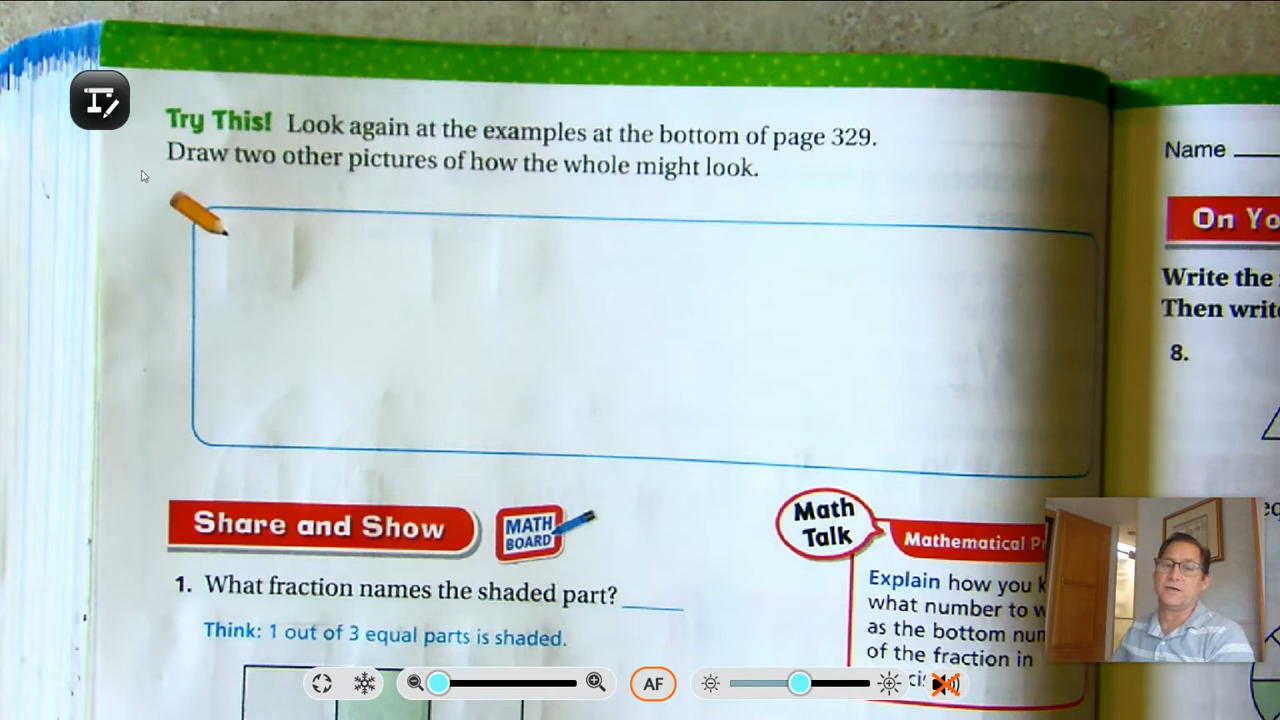 Try This! Look again at the examples at the bottom of page 329.
Draw two other pictures of how the whole might look.
Share and Show
MATH
BOARD
1. What fraction names the shaded part?
Think: 1 out of 3 equal parts is shaded.
Math
Talk
Mathematical
Explain how you
what number to
as the bottom
of the fraction in
Name
On
Write the
Then
8.
AF